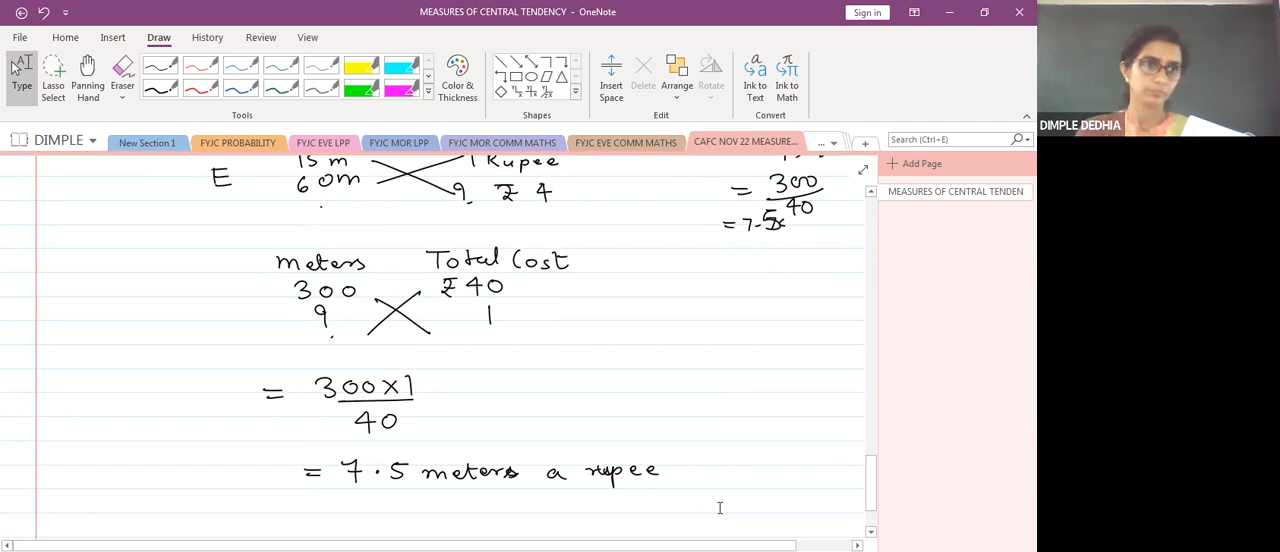 MEASURES OF CENTRAL TENDENCY - OneNote
Sign in
File Home Insert Draw History Review View
Type
Lasso Select
Panning Hand
Eraser
Color & Thickness
Insert Space
Delete
Arrange
Rotate
Ink to Text
Ink to Math
Tools
Shapes
Edit
Convert
DIMPLE DEDHIA
DIMPLE
New Section 1
FYJC PROBABILITY
FYJC EVE LPP
FYJC MOR LPP
FYJC MOR COMM MATHS
FYJC EVE COMM MATHS
CAFC NOV 22 MEASURE...
Search (Ctrl+E)
Add Page
MEASURES OF CENTRAL TENDEN
15 m 1 Rupee
E 60m ? ₹ 4
= 300
40
= 7.5
meters Total Cost
300 ₹40
? 1
= 300 × 1
40
= 7.5 meters a rupee